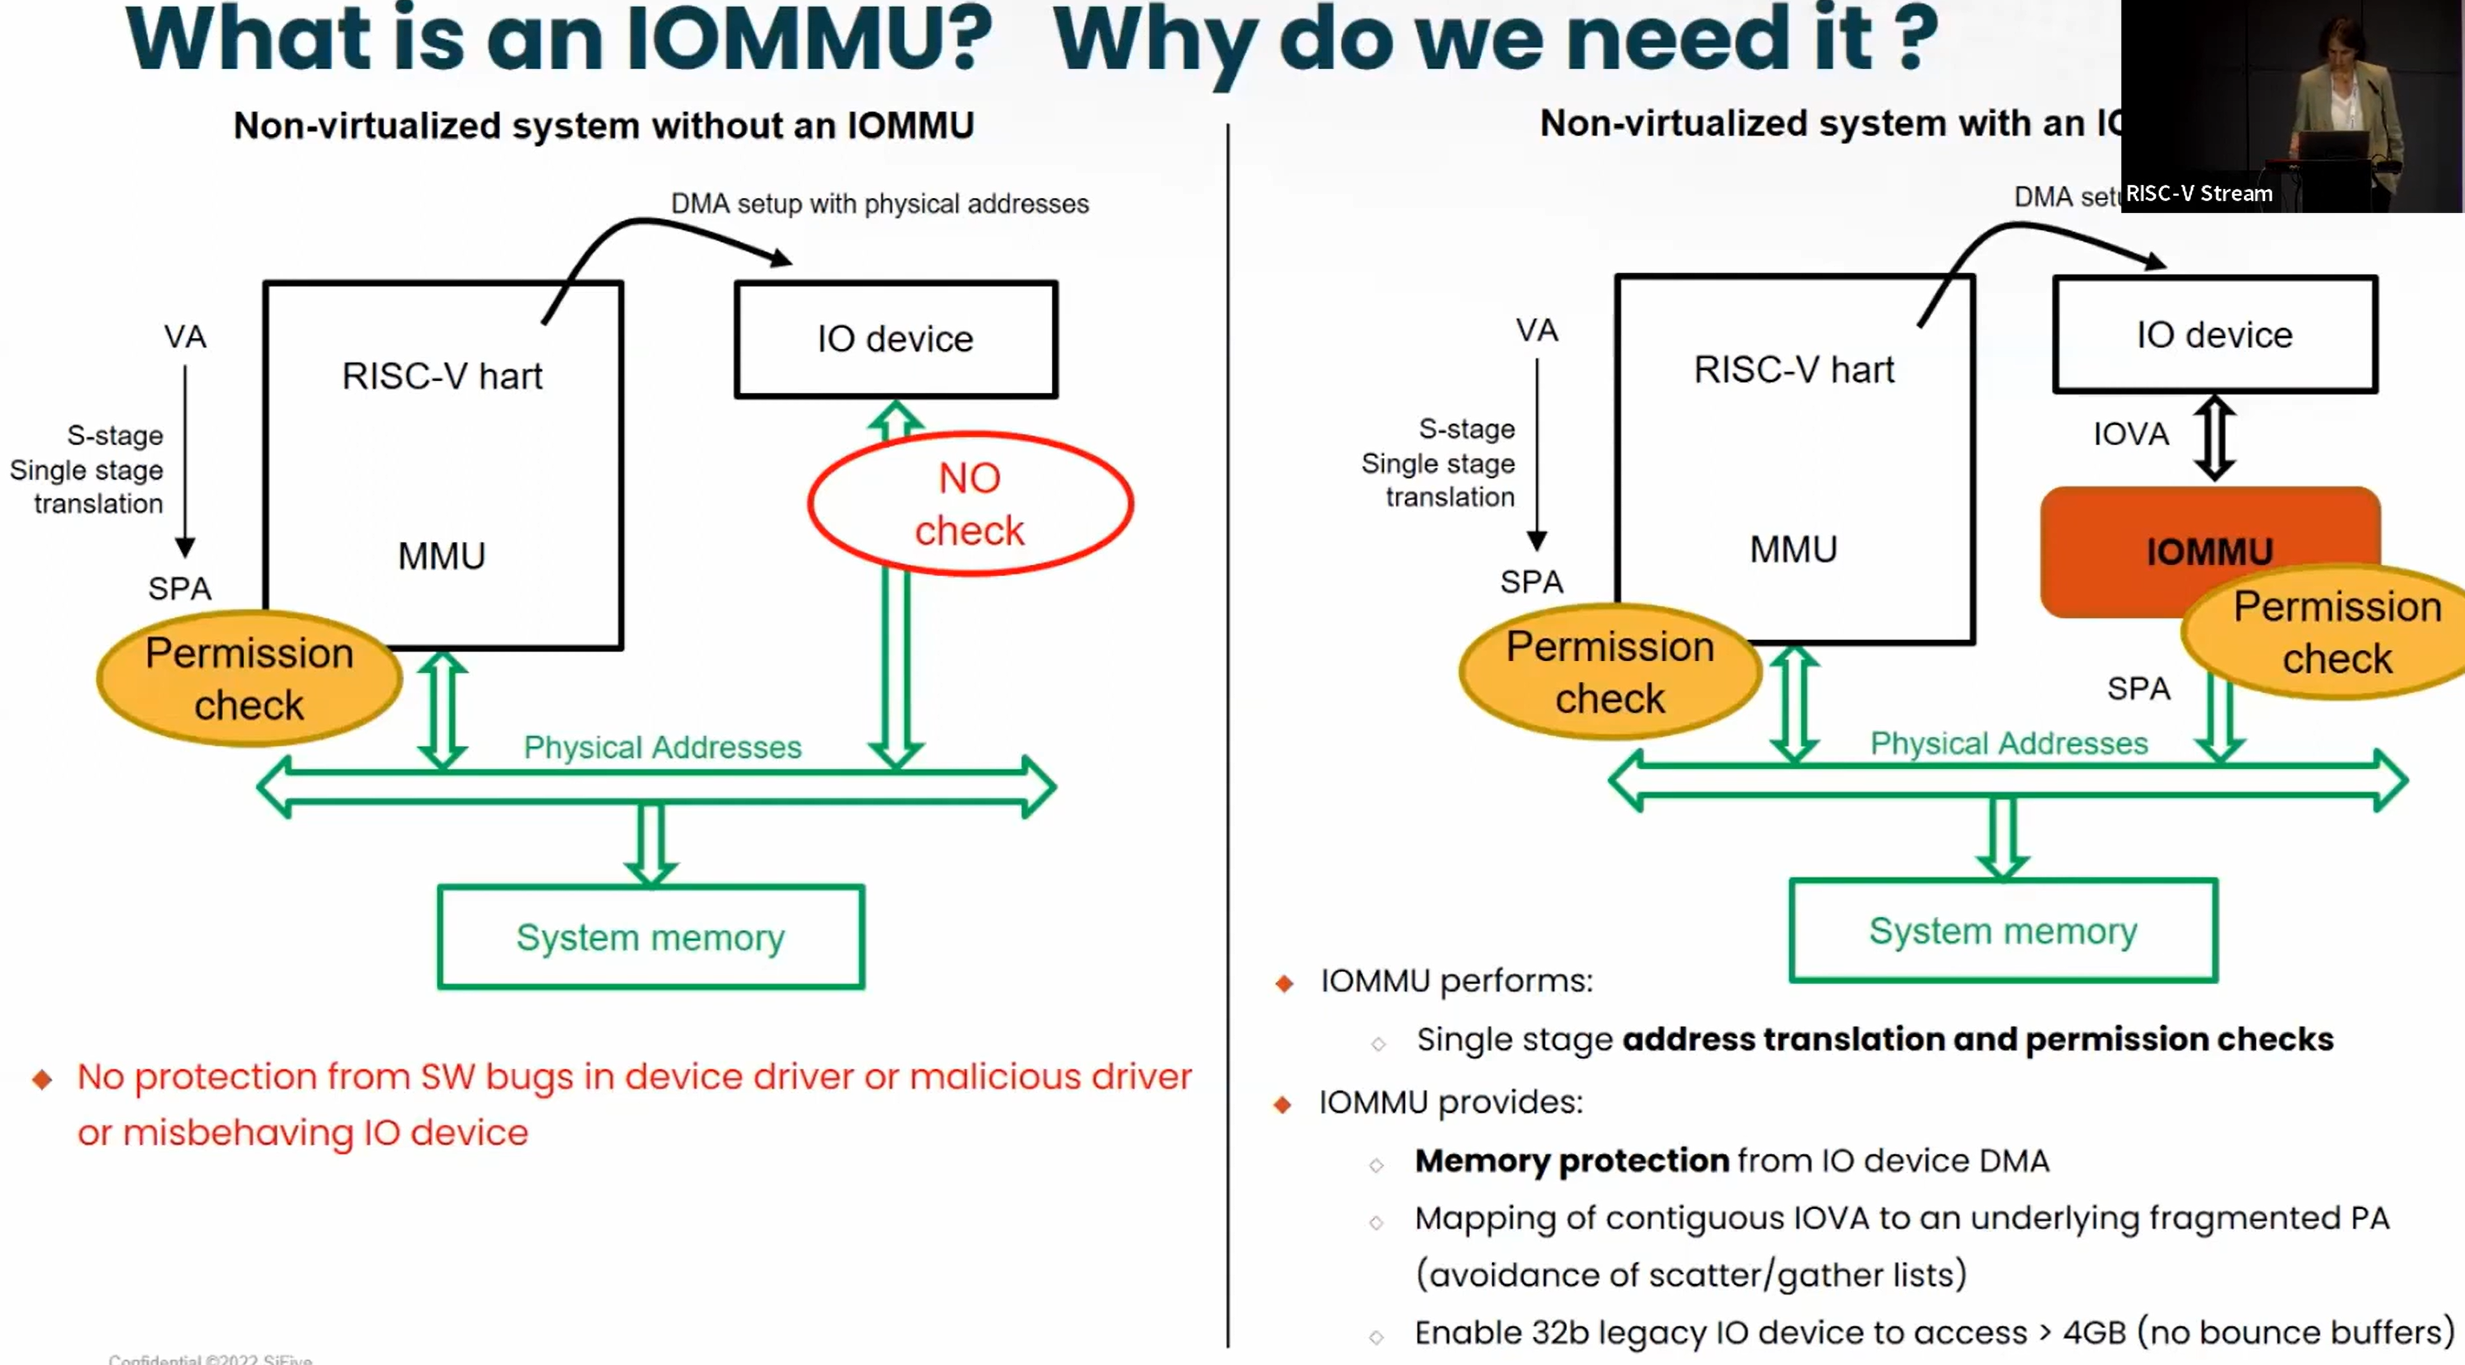 What is an IOMMU? Why do we need it ?
Non-virtualized system without an IOMMU
DMA setup with physical addresses
VA
RISC-V hart
IO device
S-stage
Single stage
translation
NO
check
MMU
SPA
Permission
check
Physical Addresses
System memory
No protection from SW bugs in device driver or malicious driver
or misbehaving IO device
Confidential ©2022 SiFive
Non-virtualized system with an
RISC-V Stream
DMA
VA
RISC-V hart
IO device
S-stage
Single stage
translation
IOVA
MMU
IOMMU
SPA
Permission
check
Permission
check
SPA
Physical Addresses
System memory
IOMMU performs:
Single stage address translation and permission checks
IOMMU provides:
Memory protection from IO device DMA
Mapping of contiguous IOVA to an underlying fragmented PA
(avoidance of scatter/gather lists)
Enable 32b legacy IO device to access > 4GB (no bounce buffers)